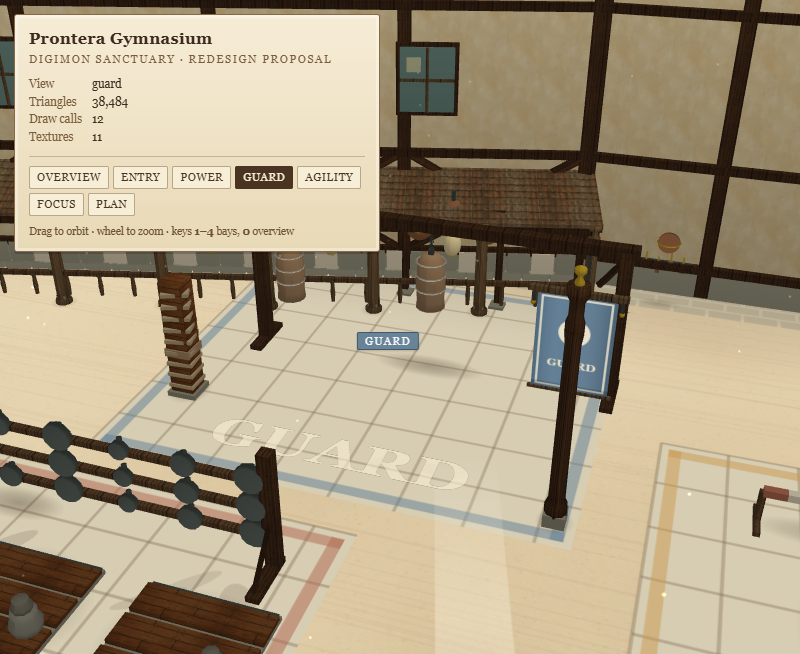 Prontera Gymnasium
DIGIMON SANCTUARY · REDESIGN PROPOSAL
View guard
Triangles 38,484
Draw calls 12
Textures 11
OVERVIEW ENTRY POWER GUARD AGILITY
FOCUS PLAN
Drag to orbit · wheel to zoom · keys 1–4 bays, 0 overview
GUARD
GUARD
GUARD